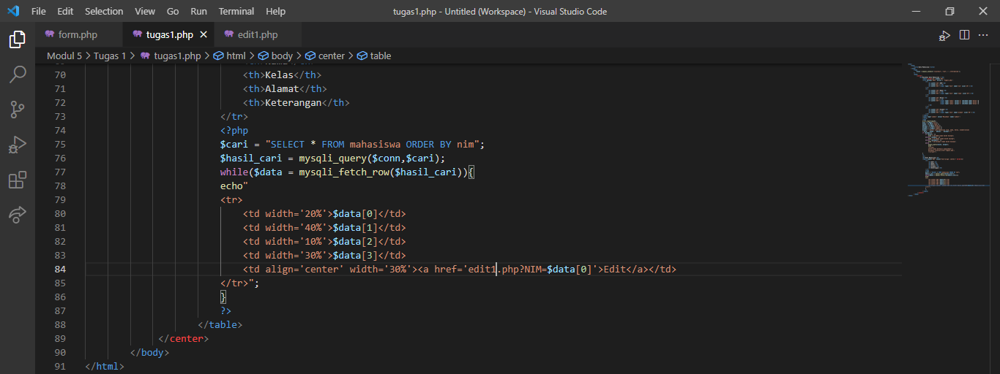 File Edit Selection View Go Run Terminal Help tugas1.php - Untitled (Workspace) - Visual Studio Code
form.php tugas1.php edit1.php
Modul 5 > Tugas 1 > tugas1.php > html > body > center > table
70 <th>Kelas</th>
71 <th>Alamat</th>
72 <th>Keterangan</th>
73 </tr>
74 <?php
75 $cari = "SELECT * FROM mahasiswa ORDER BY nim";
76 $hasil_cari = mysqli_query($conn,$cari);
77 while($data = mysqli_fetch_row($hasil_cari)){
78 echo"
79 <tr>
80 <td width='20%'>$data[0]</td>
81 <td width='40%'>$data[1]</td>
82 <td width='10%'>$data[2]</td>
83 <td width='30%'>$data[3]</td>
84 <td align='center' width='30%'><a href='edit1.php?NIM=$data[0]'>Edit</a></td>
85 </tr>";
86 }
87 ?>
88 </table>
89 </center>
90 </body>
91 </html>